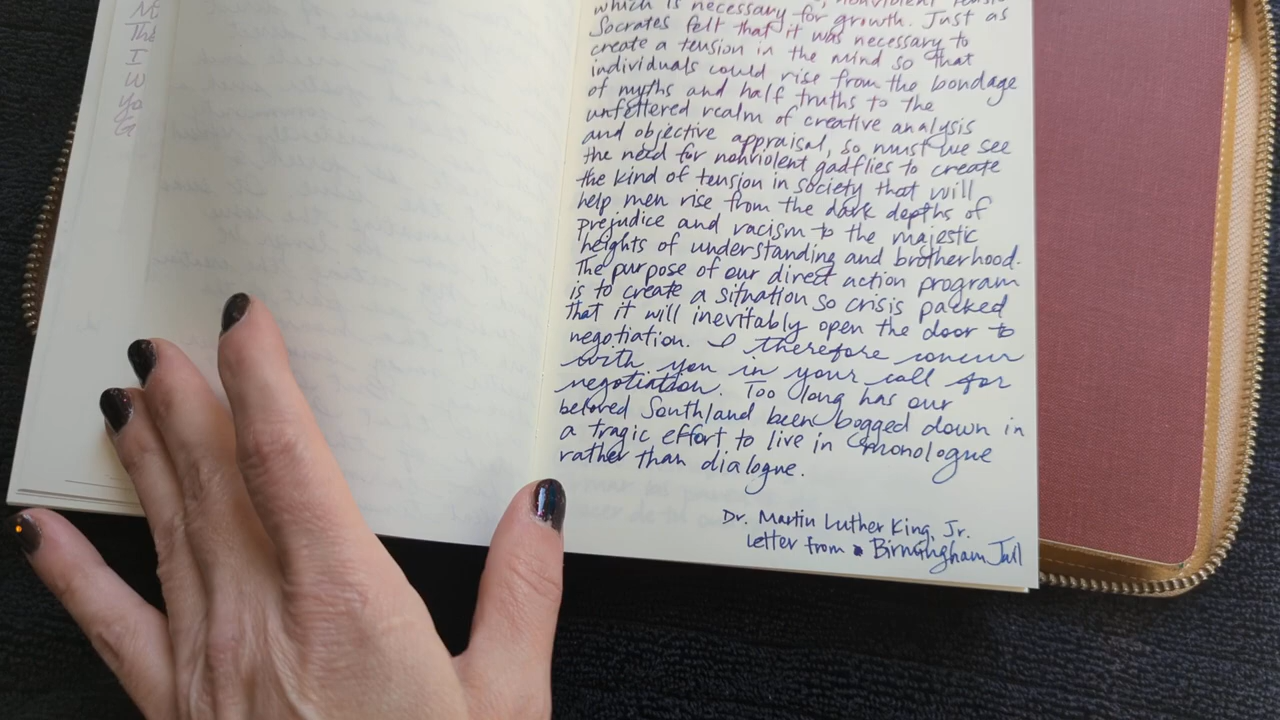 M
The
I
W
yo
G
which is necessary for growth. Just as
Socrates felt that it was necessary to
create a tension in the mind so that
individuals could rise from the bondage
of myths and half truths to the
unfettered realm of creative analysis
and objective appraisal, so must we see
the need for nonviolent gadflies to create
the kind of tension in society that will
help men rise from the dark depths of
prejudice and racism to the majestic
heights of understanding and brotherhood.
The purpose of our direct action program
is to create a situation so crisis packed
that it will inevitably open the door to
negotiation. I therefore concur
with you in your call for
negotiation. Too long has our
beloved Southland been bogged down in
a tragic effort to live in monologue
rather than dialogue.
Dr. Martin Luther King, Jr.
Letter from Birmingham Jail